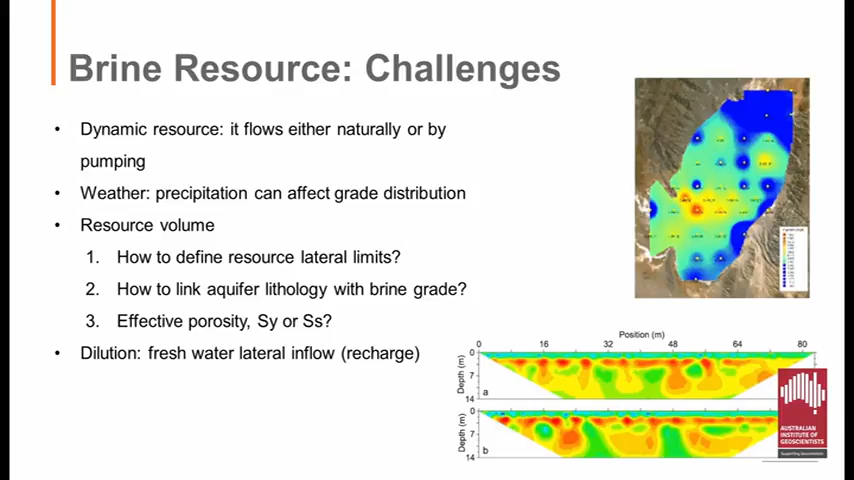 Brine Resource: Challenges
• Dynamic resource: it flows either naturally or by
pumping
• Weather: precipitation can affect grade distribution
• Resource volume
1. How to define resource lateral limits?
2. How to link aquifer lithology with brine grade?
3. Effective porosity, Sy or Ss?
• Dilution: fresh water lateral inflow (recharge)
Position (m)
0 16 32 48 64 80
Depth (m)
0
7
14
a
Depth (m)
0
7
14
b
AUSTRALIAN
INSTITUTE OF
GEOSCIENTISTS
Supporting Geoscientists